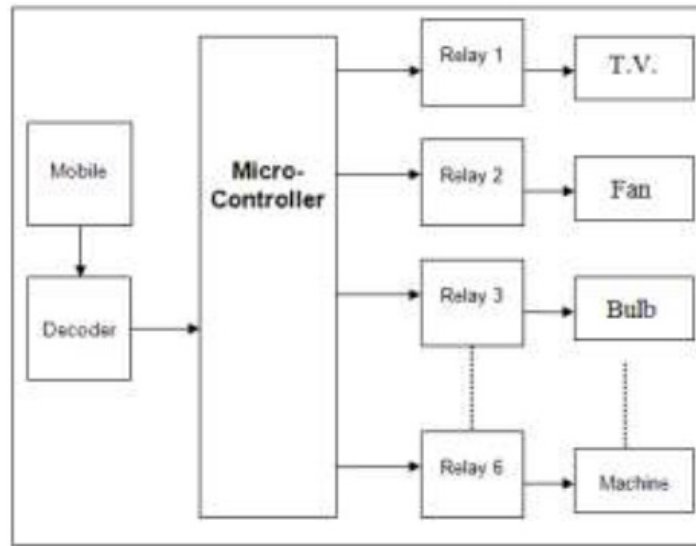 Mobile
Decoder
Micro-
Controller
Relay 1
T.V.
Relay 2
Fan
Relay 3
Bulb
Relay 6
Machine